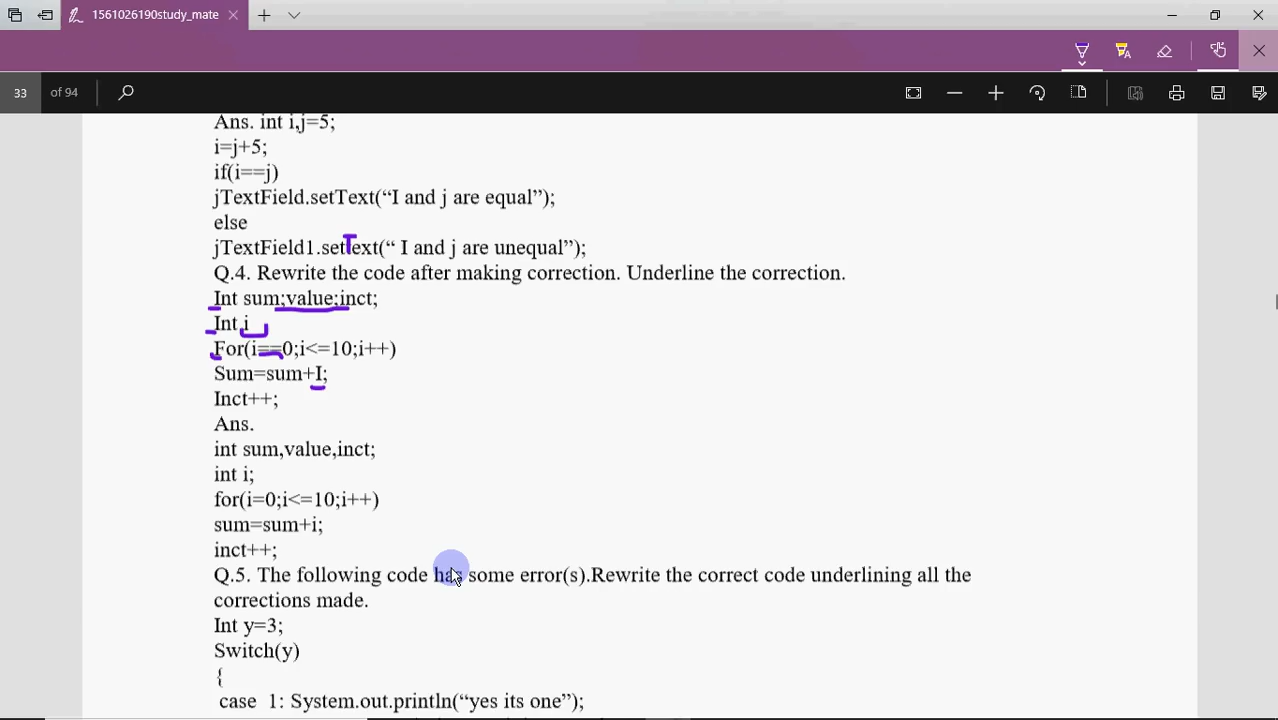 1561026190study_mate
33 of 94
Ans. int i,j=5;
i=j+5;
if(i==j)
jTextField.setText(“I and j are equal”);
else
jTextField1.setText(“ I and j are unequal”);
Q.4. Rewrite the code after making correction. Underline the correction.
Int sum;value;inct;
Int i
For(i==0;i<=10;i++)
Sum=sum+I;
Inct++;
Ans.
int sum,value,inct;
int i;
for(i=0;i<=10;i++)
sum=sum+i;
inct++;
Q.5. The following code has some error(s).Rewrite the correct code underlining all the
corrections made.
Int y=3;
Switch(y)
{
case 1: System.out.println(“yes its one”);